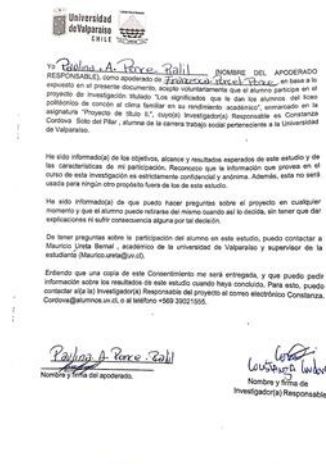 Universidad
deValparaíso
CHILE
Yo Paulina . A. Ponce . Ralil (NOMBRE DEL APODERADO
RESPONSABLE), como apoderado de Ponce, en base a lo
expuesto en el presente documento, acepto voluntariamente que el alumno participe en el
proyecto de investigación titulado "Los significados que le dan los alumnos del liceo
politécnico de concón al clima familiar en su rendimiento académico", enmarcado en la
asignatura "Proyecto de título II,", cuyo(a) Investigador(a) Responsable es Constanza
Cordova Soto del Pilar , alumna de la carrera trabajo social perteneciente a la Universidad
de Valparaíso.
He sido informado(a) de los objetivos, alcance y resultados esperados de este estudio y de
las características de mi participación. Reconozco que la información que provea en el
curso de esta investigación es estrictamente confidencial y anónima. Además, esta no será
usada para ningún otro propósito fuera de los de este estudio.
He sido informado(a) de que puedo hacer preguntas sobre el proyecto en cualquier
momento y que el alumno puede retirarse del mismo cuando así lo decida, sin tener que dar
explicaciones ni sufrir consecuencia alguna por tal decisión.
De tener preguntas sobre la participación del alumno en este estudio, puedo contactar a
Mauricio Ureta Bernal , académico de la universidad de Valparaíso y supervisor de la
estudiante (Mauricio.ureta@uv.cl).
Entiendo que una copia de este Consentimiento me será entregada, y que puedo pedir
información sobre los resultados de este estudio cuando haya concluido. Para esto, puedo
contactar al(a la) Investigador(a) Responsable del proyecto al correo electrónico Constanza.
Cordova@alumnos.uv.cl, o al teléfono +569 39021555.
Paulina. A Ponce . Ralil
Nombre y firma del apoderado.
Constanza
Nombre y firma de
Investigador(a) Responsable